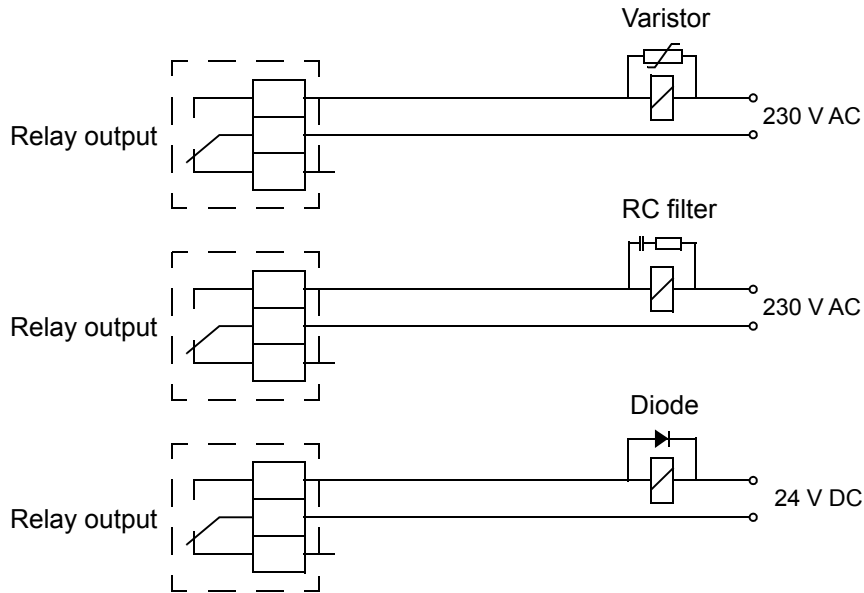 Varistor
230 V AC
Relay output
RC filter
230 V AC
Relay output
Diode
24 V DC
Relay output